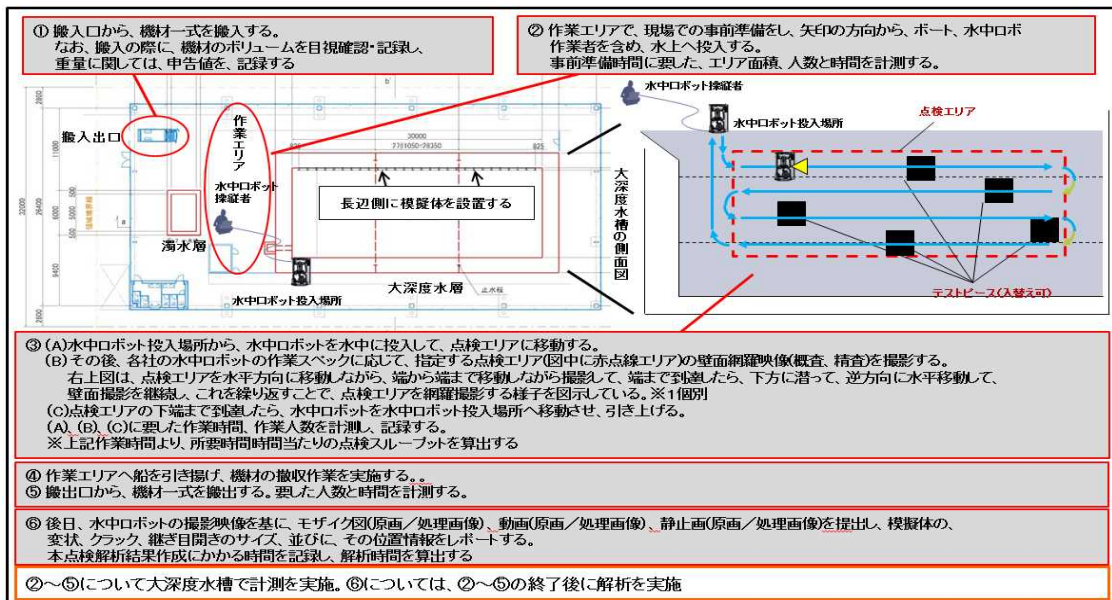 ① 搬入口から、機材一式を搬入する。
なお、搬入の際に、機材のボリュームを目視確認・記録し、
重量に関しては、申告値を、記録する
② 作業エリアで、現場での事前準備をし、矢印の方向から、ボート、水中ロボ
作業者を含め、水上へ投入する。
事前準備時間に要した、エリア面積、人数と時間を計測する。
搬入出口
作業エリア
水中ロボット
操縦者
濁水層
水中ロボット投入場所
大深度水層
止水栓
長辺側に模擬体を設置する
30000
825
825
2800
11000
32000
26400
6000
500
5000
500
9400
2800
大深度水槽の側面図
水中ロボット操縦者
水中ロボット投入場所
点検エリア
テストピース(入替え可)
③ (A)水中ロボット投入場所から、水中ロボットを水中に投入して、点検エリアに移動する。
(B) その後、各社の水中ロボットの作業スペックに応じて、指定する点検エリア(図中に赤点線エリア)の壁面網羅映像(概査、精査)を撮影する。
右上図は、点検エリアを水平方向に移動しながら、端から端まで移動しながら撮影して、端まで到達したら、下方に潜って、逆方向に水平移動して、
壁面撮影を継続し、これを繰り返すことで、点検エリアを網羅撮影する様子を図示している。※1個別
(C)点検エリアの下端まで到達したら、水中ロボットを水中ロボット投入場所へ移動させ、引き上げる。
(A)、(B)、(C)に要した作業時間、作業人数を計測し、記録する。
※上記作業時間より、所要時間時間当たりの点検スループットを算出する
④ 作業エリアへ船を引き揚げ、機材の撤収作業を実施する。。
⑤ 搬出口から、機材一式を搬出する。要した人数と時間を計測する。
⑥ 後日、水中ロボットの撮影映像を基に、モザイク図(原画/処理画像)、動画(原画/処理画像)、静止画(原画/処理画像)を提出し、模擬体の、
変状、クラック、継ぎ目開きのサイズ、並びに、その位置情報をレポートする。
本点検解析結果作成にかかる時間を記録し、解析時間を算出する
②～⑤について大深度水槽で計測を実施。⑥については、②～⑤の終了後に解析を実施